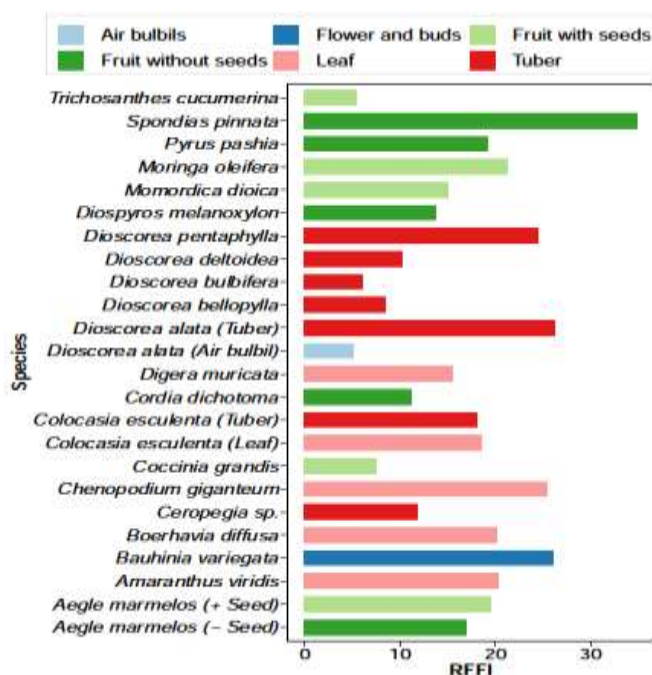 Air bulbils Flower and buds Fruit with seeds
Fruit without seeds Leaf Tuber
Trichosanthes cucumerina
Spondias pinnata
Pyrus pashia
Moringa oleifera
Momordica dioica
Diospyros melanoxylon
Dioscorea pentaphylla
Dioscorea deltoidea
Dioscorea bulbifera
Dioscorea bellopylla
Dioscorea alata (Tuber)
Dioscorea alata (Air bulbil)
Digera muricata
Cordia dichotoma
Colocasia esculenta (Tuber)
Colocasia esculenta (Leaf)
Coccinia grandis
Chenopodium giganteum
Ceropegia sp.
Boerhavia diffusa
Bauhinia variegata
Amaranthus viridis
Aegle marmelos (+ Seed)
Aegle marmelos (− Seed)
Species
0 10 20 30